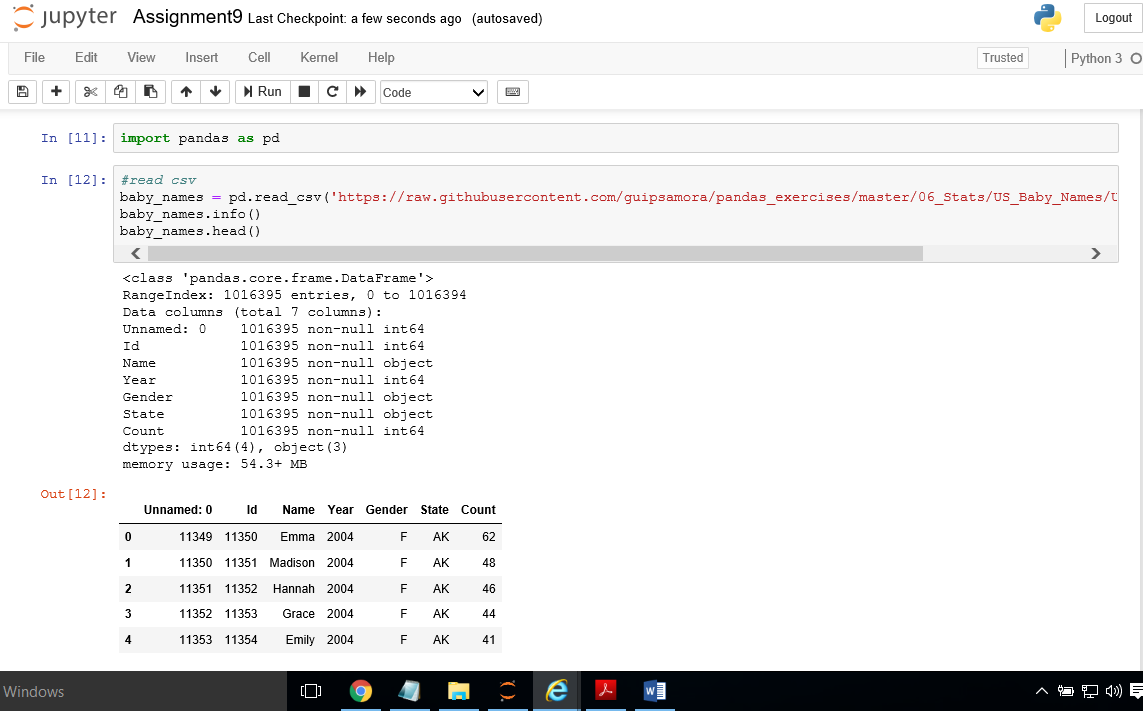 jupyter Assignment9 Last Checkpoint: a few seconds ago (autosaved) Logout
File Edit View Insert Cell Kernel Help Trusted Python 3
Run Code
In [11]: import pandas as pd
In [12]: #read csv
baby_names = pd.read_csv('https://raw.githubusercontent.com/guipsamora/pandas_exercises/master/06_Stats/US_Baby_Names/U
baby_names.info()
baby_names.head()
<class 'pandas.core.frame.DataFrame'>
RangeIndex: 1016395 entries, 0 to 1016394
Data columns (total 7 columns):
Unnamed: 0    1016395 non-null int64
Id            1016395 non-null int64
Name          1016395 non-null object
Year          1016395 non-null int64
Gender        1016395 non-null object
State         1016395 non-null object
Count         1016395 non-null int64
dtypes: int64(4), object(3)
memory usage: 54.3+ MB
Out[12]:
Unnamed: 0 Id Name Year Gender State Count
0 11349 11350 Emma 2004 F AK 62
1 11350 11351 Madison 2004 F AK 48
2 11351 11352 Hannah 2004 F AK 46
3 11352 11353 Grace 2004 F AK 44
4 11353 11354 Emily 2004 F AK 41
Windows